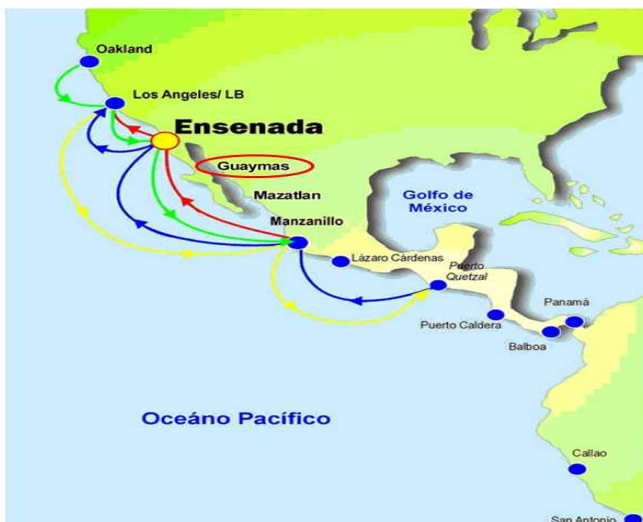 Oakland
Los Angeles/ LB
Ensenada
Guaymas
Mazatlan
Golfo de
México
Manzanillo
Lázaro Cárdenas
Puerto
Quetzal
Panamá
Puerto Caldera
Balboa
Oceáno Pacífico
Callao
San Antonio